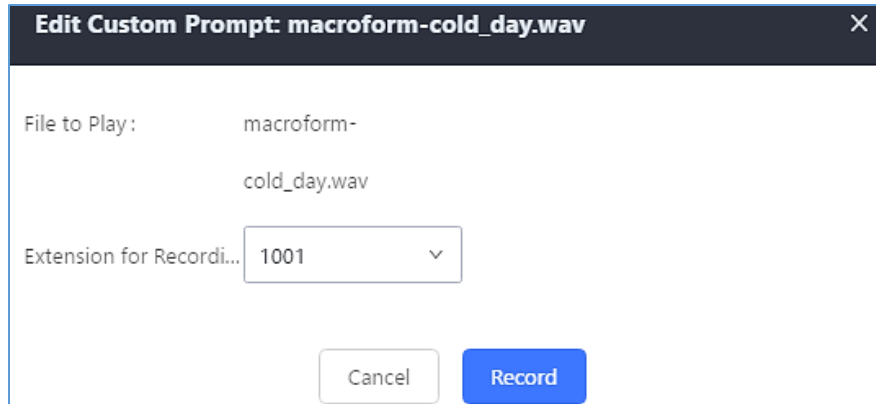 Edit Custom Prompt: macroform-cold_day.wav
File to Play :
macroform-
cold_day.wav
Extension for Recordi...
1001
Cancel
Record